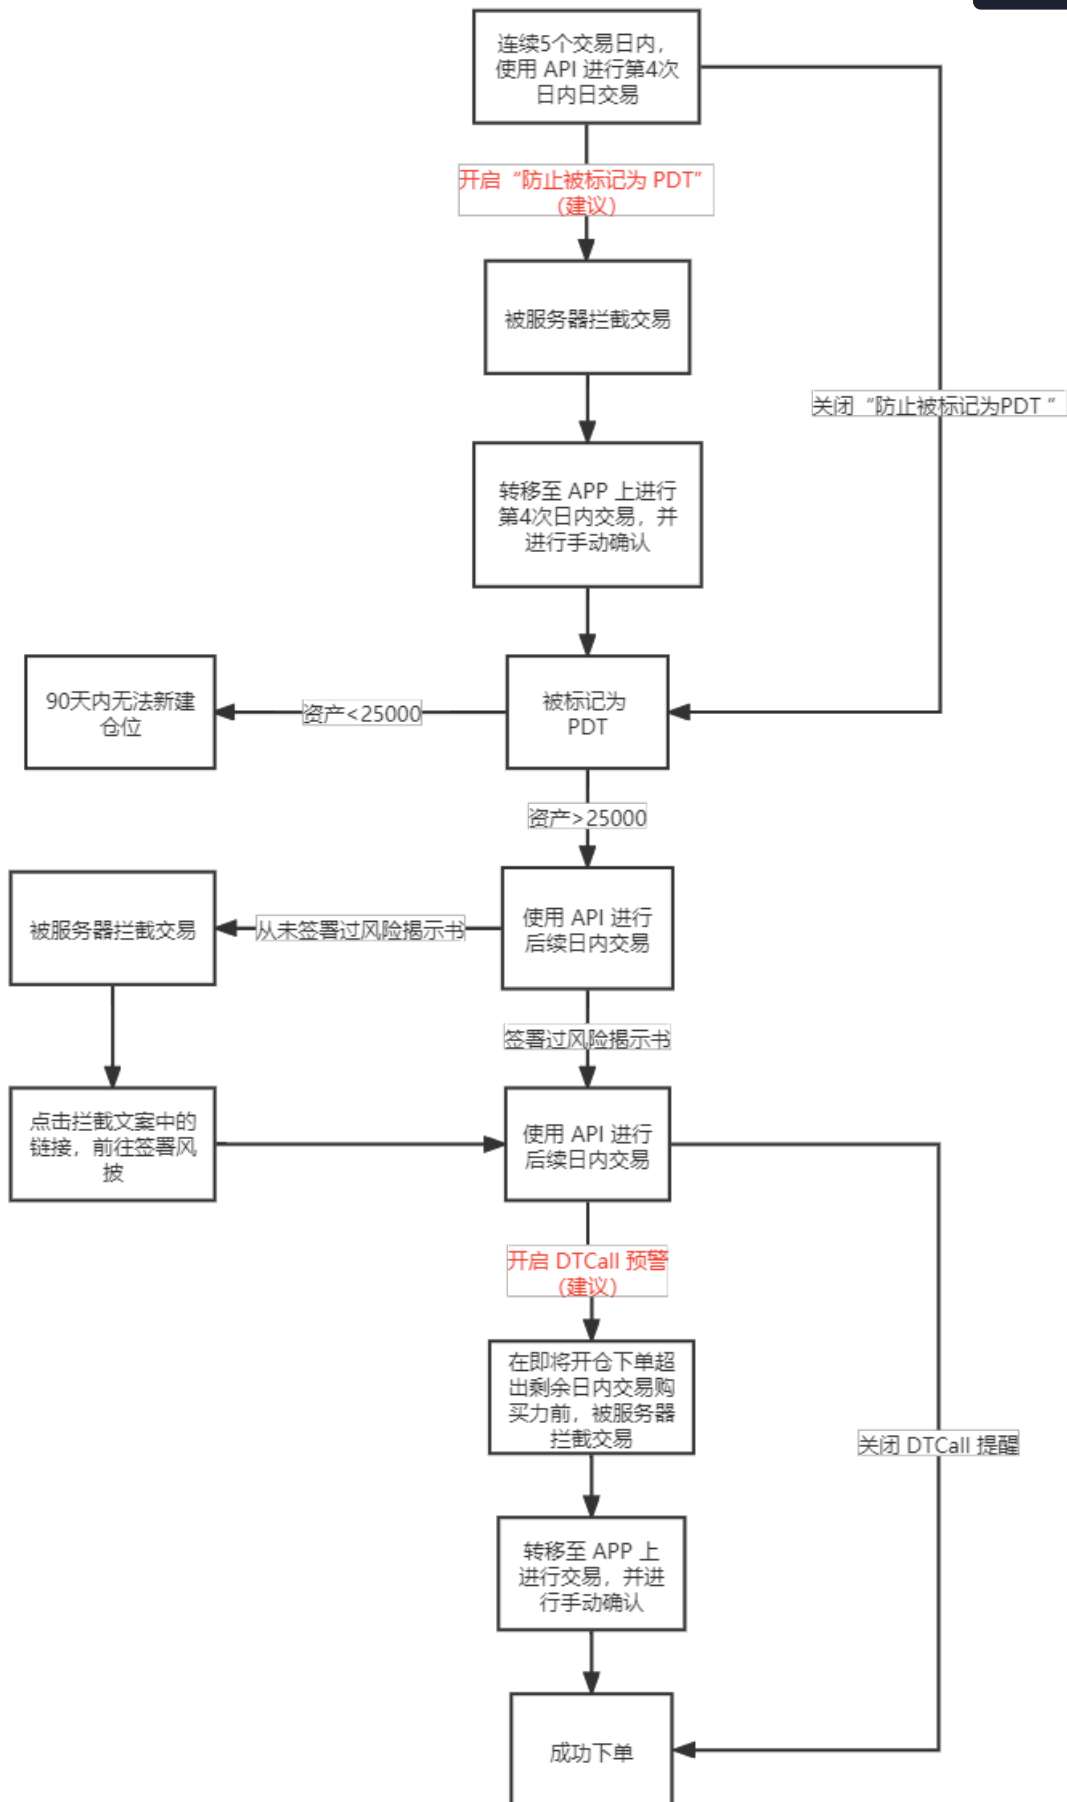 连续5个交易日内，
使用 API 进行第4次
日内日交易
开启“防止被标记为 PDT”
（建议）
被服务器拦截交易
关闭“防止被标记为PDT ”
转移至 APP 上进行
第4次日内交易，并
进行手动确认
90天内无法新建
仓位
资产<25000
被标记为
PDT
资产>25000
被服务器拦截交易
从未签署过风险揭示书
使用 API 进行
后续日内交易
签署过风险揭示书
点击拦截文案中的
链接，前往签署风
披
使用 API 进行
后续日内交易
开启 DTCall 预警
（建议）
在即将开仓下单超
出剩余日内交易购
买力前，被服务器
拦截交易
关闭 DTCall 提醒
转移至 APP 上
进行交易，并进
行手动确认
成功下单